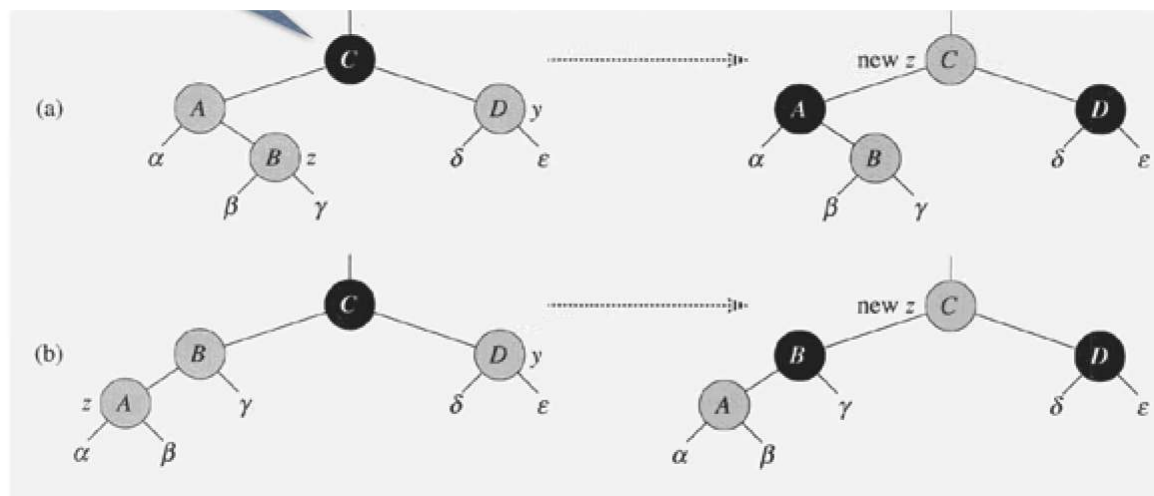 C new z C
(a) A D y A D
α B z δ ε α B δ ε
β γ β γ
C new z C
(b) B D y B D
z A γ δ ε A γ δ ε
α β α β